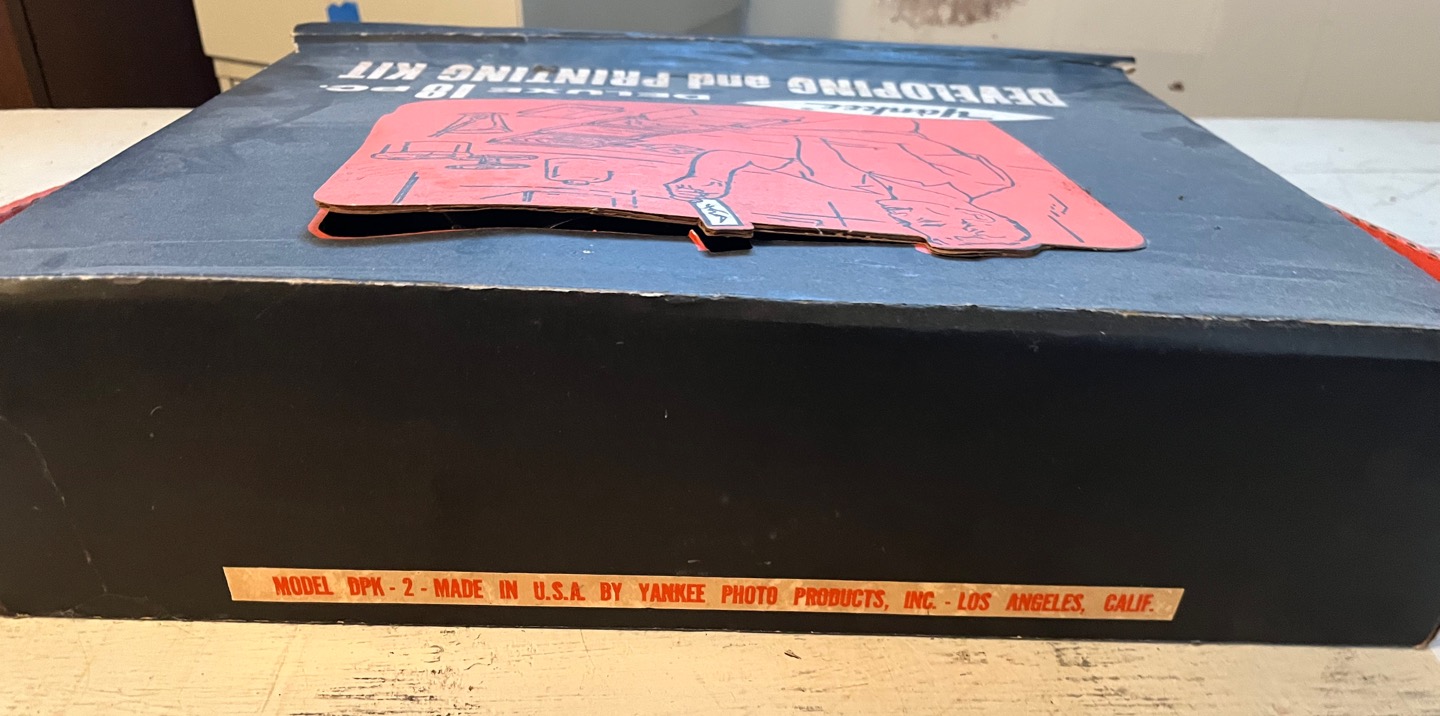 Yankee
DELUXE 18 PC.
DEVELOPING and PRINTING KIT
MODEL DPK - 2 - MADE IN U.S.A. BY YANKEE PHOTO PRODUCTS, INC. - LOS ANGELES, CALIF.